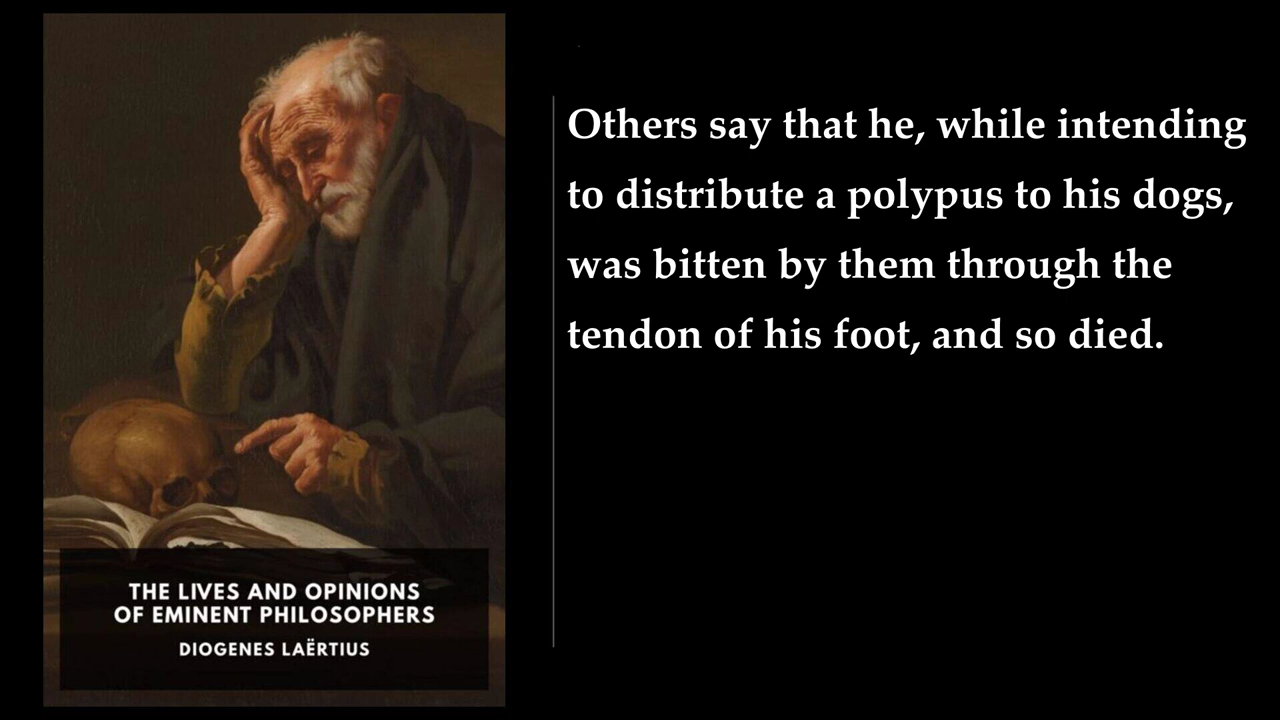 Others say that he, while intending
to distribute a polypus to his dogs,
was bitten by them through the
tendon of his foot, and so died.
THE LIVES AND OPINIONS
OF EMINENT PHILOSOPHERS
DIOGENES LAËRTIUS